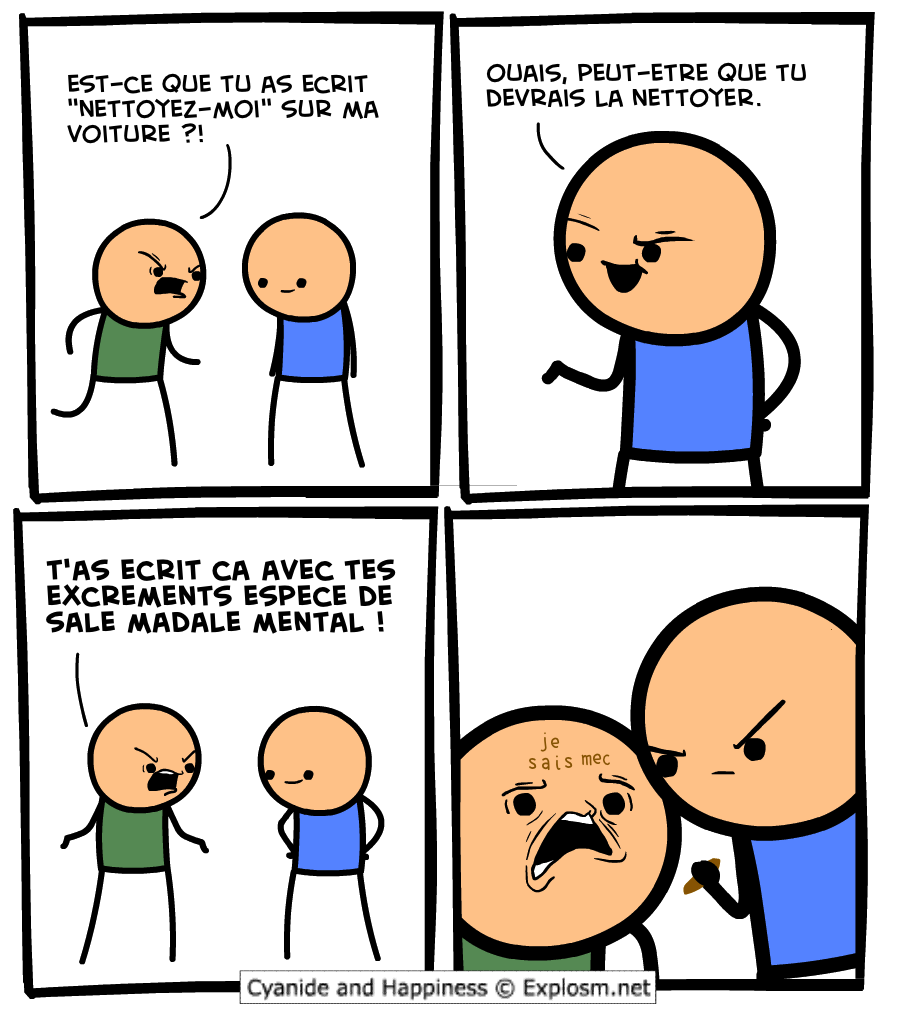 EST-CE QUE TU AS ECRIT
"NETTOYEZ-MOI" SUR MA
VOITURE ?!
OUAIS, PEUT-ETRE QUE TU
DEVRAIS LA NETTOYER.
T'AS ECRIT CA AVEC TES
EXCREMENTS ESPECE DE
SALE MADALE MENTAL !
je
sais mec
Cyanide and Happiness © Explosm.net